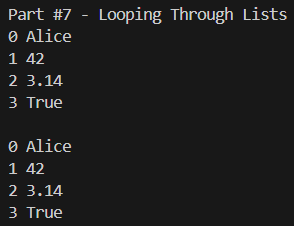 Part #7 - Looping Through Lists
0 Alice
1 42
2 3.14
3 True
0 Alice
1 42
2 3.14
3 True